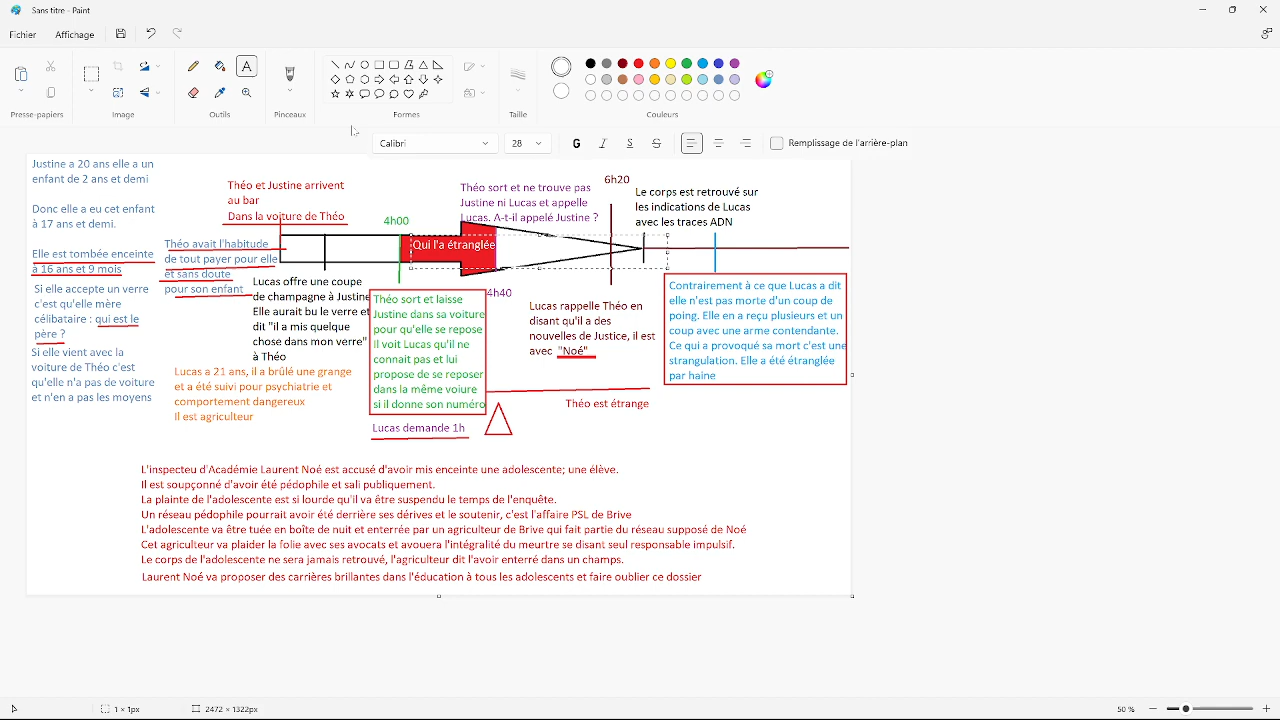 Sans titre - Paint
Fichier
Affichage
Presse-papiers
Image
Outils
Pinceaux
Formes
Taille
Couleurs
Calibri
28
G
I
S
S
Remplissage de l'arrière-plan
Justine a 20 ans elle a un
enfant de 2 ans et demi
Donc elle a eu cet enfant
à 17 ans et demi.
Elle est tombée enceinte
à 16 ans et 9 mois
Si elle accepte un verre
c'est qu'elle mère
célibataire : qui est le
père ?
Si elle vient avec la
voiture de Théo c'est
qu'elle n'a pas de voiture
et n'en a pas les moyens
Théo et Justine arrivent
au bar
Dans la voiture de Théo
Théo avait l'habitude
de tout payer pour elle
et sans doute
pour son enfant
Lucas offre une coupe
de champagne à Justine
Elle aurait bu le verre et
dit "il a mis quelque
chose dans mon verre"
à Théo
Lucas a 21 ans, il a brûlé une grange
et a été suivi pour psychiatrie et
comportement dangereux
Il est agriculteur
4h00
Qui l'a étranglée
Théo sort et laisse
Justine dans sa voiture
pour qu'elle se repose
Il voit Lucas qu'il ne
connait pas et lui
propose de se reposer
dans la même voiure
si il donne son numéro
Lucas demande 1h
Théo sort et ne trouve pas
Justine ni Lucas et appelle
Lucas. A-t-il appelé Justine ?
4h40
Lucas rappelle Théo en
disant qu'il a des
nouvelles de Justice, il est
avec "Noé"
Théo est étrange
6h20
Le corps est retrouvé sur
les indications de Lucas
avec les traces ADN
Contrairement à ce que Lucas a dit
elle n'est pas morte d'un coup de
poing. Elle en a reçu plusieurs et un
coup avec une arme contendante.
Ce qui a provoqué sa mort c'est une
strangulation. Elle a été étranglée
par haine
L'inspecteu d'Académie Laurent Noé est accusé d'avoir mis enceinte une adolescente; une élève.
Il est soupçonné d'avoir été pédophile et sali publiquement.
La plainte de l'adolescente est si lourde qu'il va être suspendu le temps de l'enquête.
Un réseau pédophile pourrait avoir été derrière ses dérives et le soutenir, c'est l'affaire PSL de Brive
L'adolescente va être tuée en boîte de nuit et enterrée par un agriculteur de Brive qui fait partie du réseau supposé de Noé
Cet agriculteur va plaider la folie avec ses avocats et avouera l'intégralité du meurtre se disant seul responsable impulsif.
Le corps de l'adolescente ne sera jamais retrouvé, l'agriculteur dit l'avoir enterré dans un champs.
Laurent Noé va proposer des carrières brillantes dans l'éducation à tous les adolescents et faire oublier ce dossier
1 × 1px
2472 × 1322px
50 %